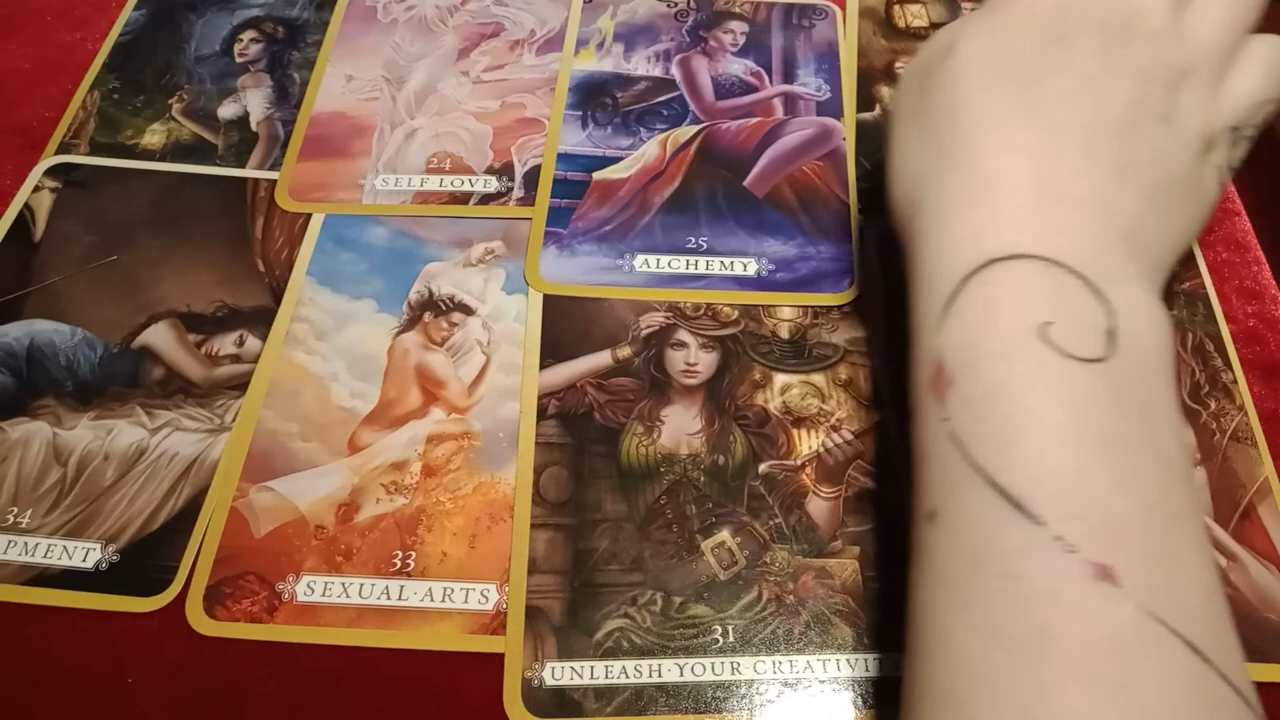 24
SELF·LOVE
25
ALCHEMY
34
PMENT
33
SEXUAL·ARTS
31
UNLEASH·YOUR·CREATIVIT